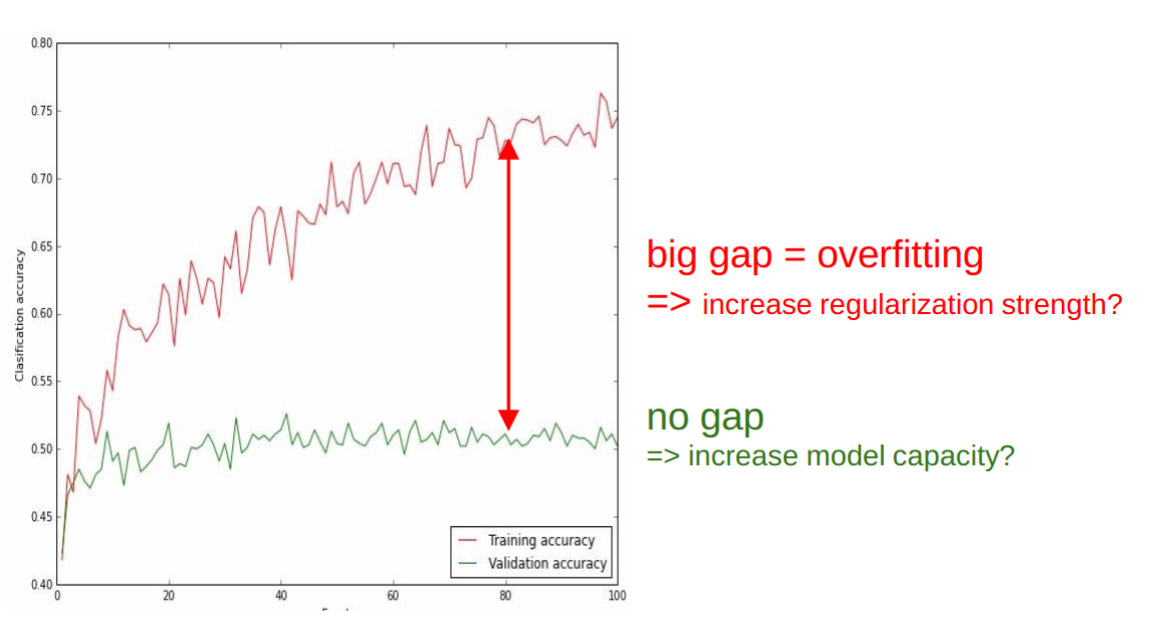 0.80
0.75
0.70
0.65
0.60
0.55
0.50
0.45
0.40
Clasification accuracy
0 20 40 60 80 100
Training accuracy
Validation accuracy
big gap = overfitting
=> increase regularization strength?
no gap
=> increase model capacity?